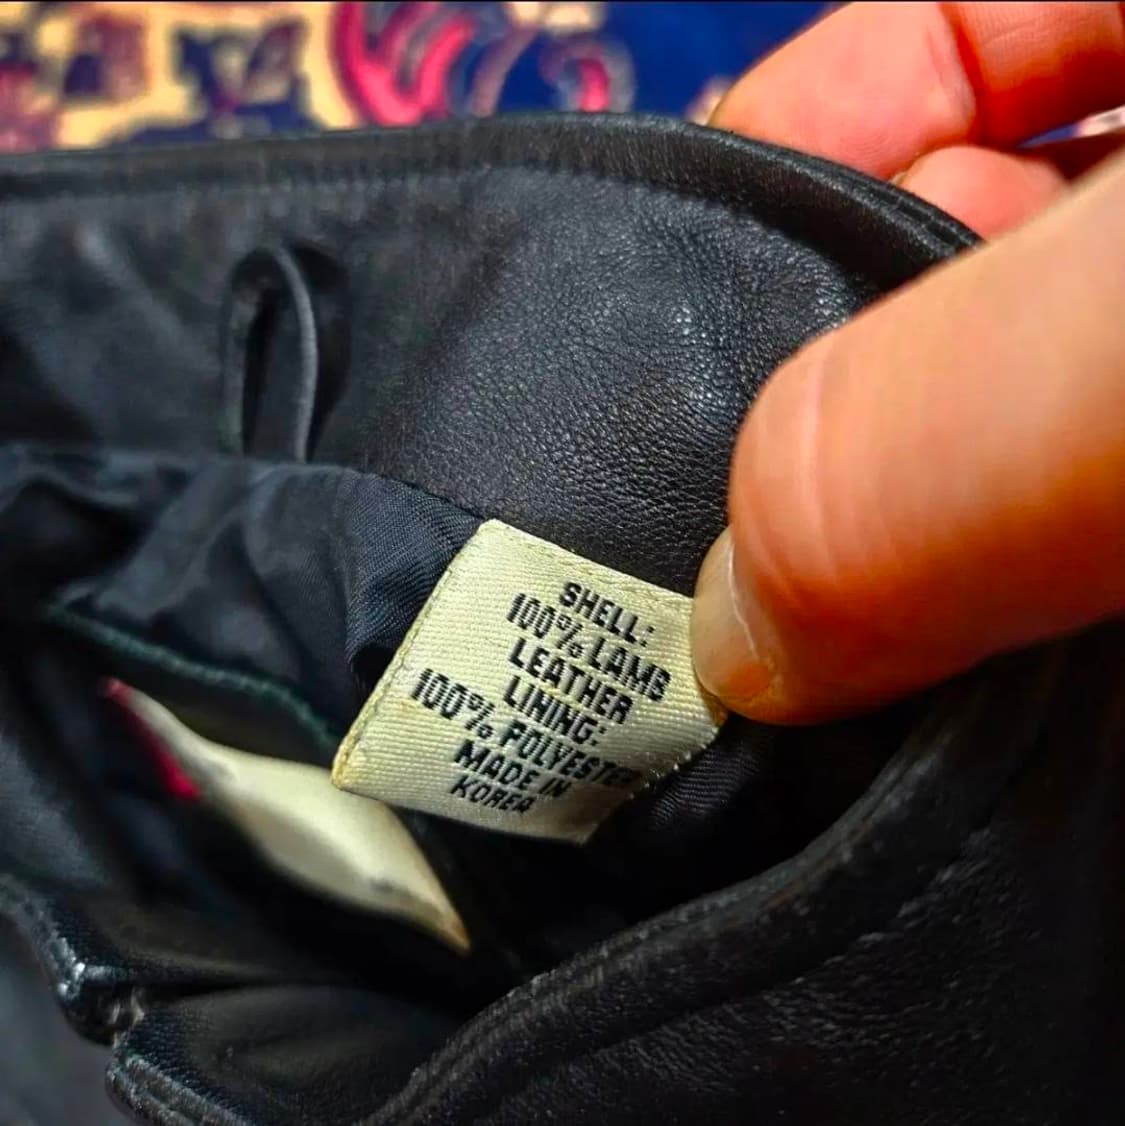 SHELL:
100% LAMB
LEATHER
LINING:
100% POLYESTER
MADE IN
KOREA